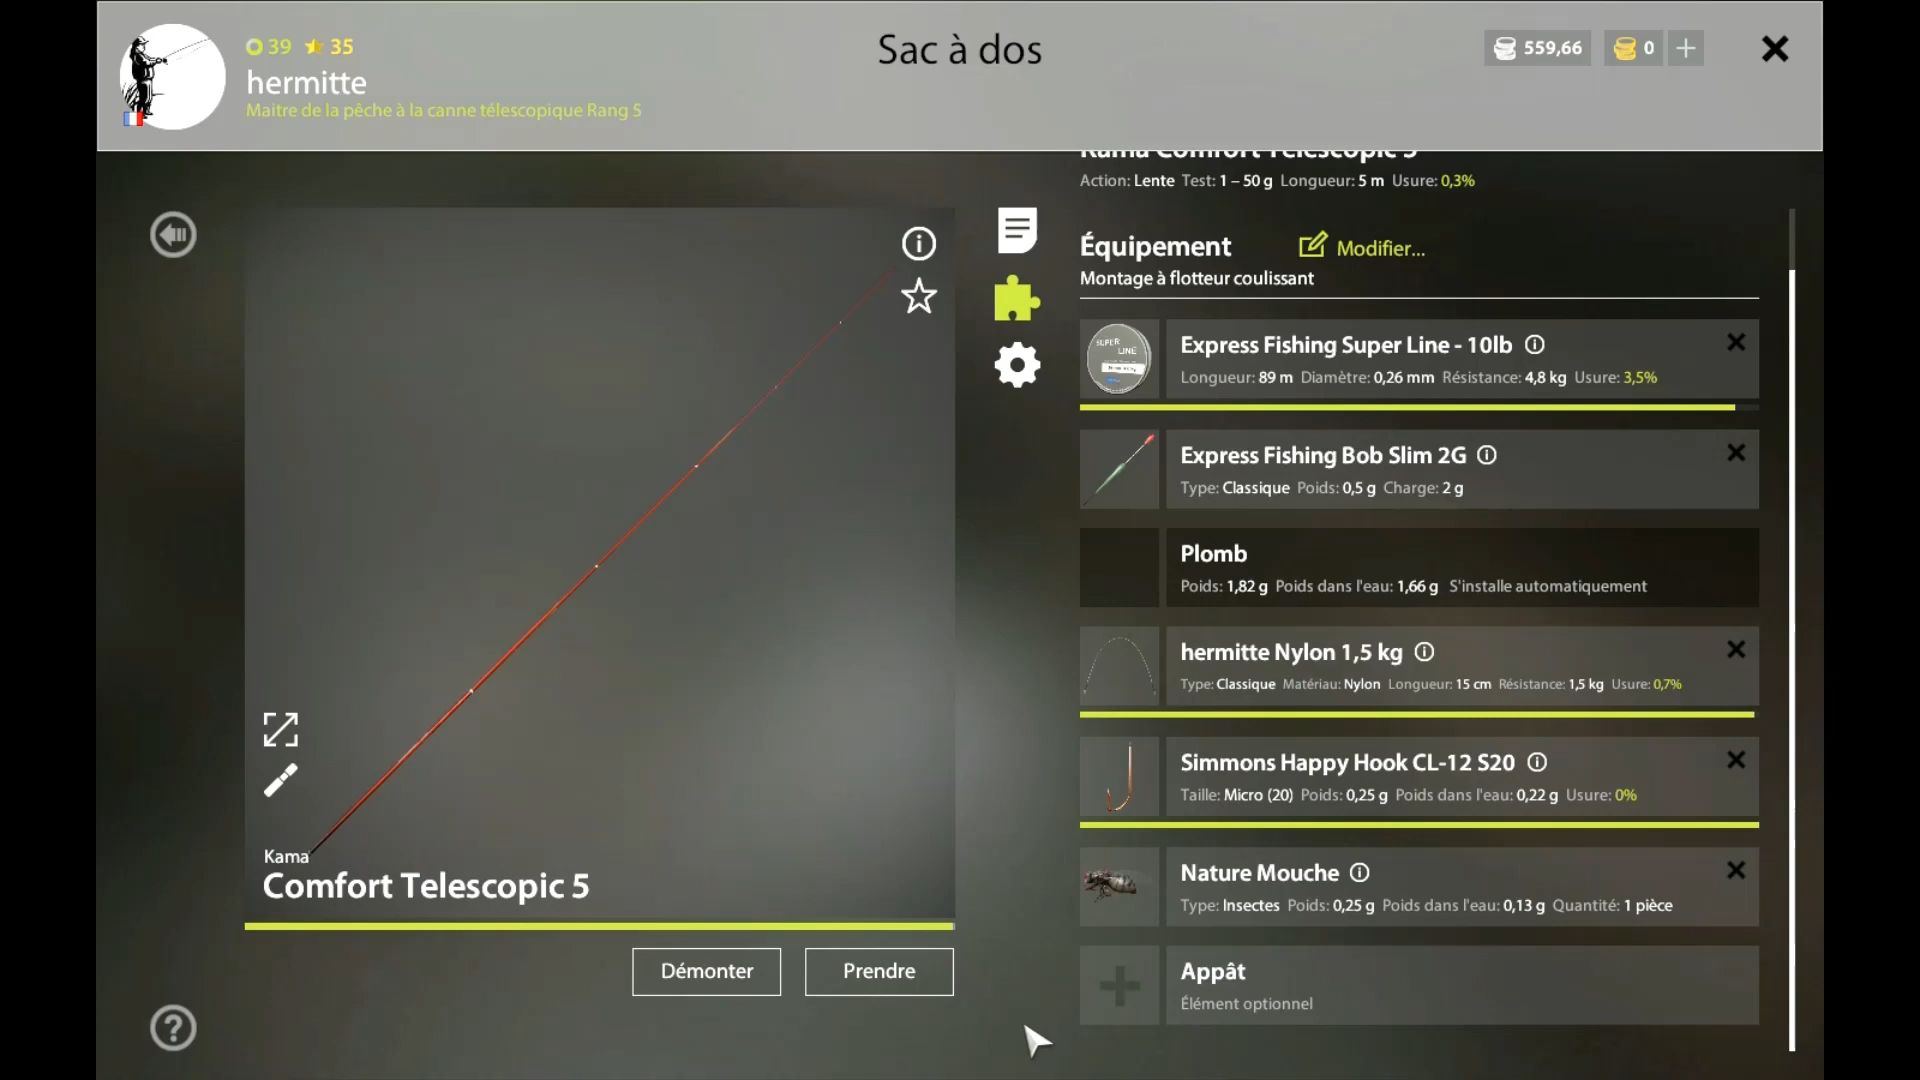 39 35
hermitte
Maitre de la pêche à la canne télescopique Rang 5
Sac à dos
559,66 0
Kama Comfort Telescopic 5
Action: Lente Test: 1 – 50 g Longueur: 5 m Usure: 0,3%
Équipement Modifier...
Montage à flotteur coulissant
SUPER
LINE
Express Fishing Super Line - 10lb
Longueur: 89 m Diamètre: 0,26 mm Résistance: 4,8 kg Usure: 3,5%
Express Fishing Bob Slim 2G
Type: Classique Poids: 0,5 g Charge: 2 g
Plomb
Poids: 1,82 g Poids dans l'eau: 1,66 g S'installe automatiquement
hermitte Nylon 1,5 kg
Type: Classique Matériau: Nylon Longueur: 15 cm Résistance: 1,5 kg Usure: 0,7%
Simmons Happy Hook CL-12 S20
Taille: Micro (20) Poids: 0,25 g Poids dans l'eau: 0,22 g Usure: 0%
Nature Mouche
Type: Insectes Poids: 0,25 g Poids dans l'eau: 0,13 g Quantité: 1 pièce
Appât
Élément optionnel
Kama
Comfort Telescopic 5
Démonter Prendre